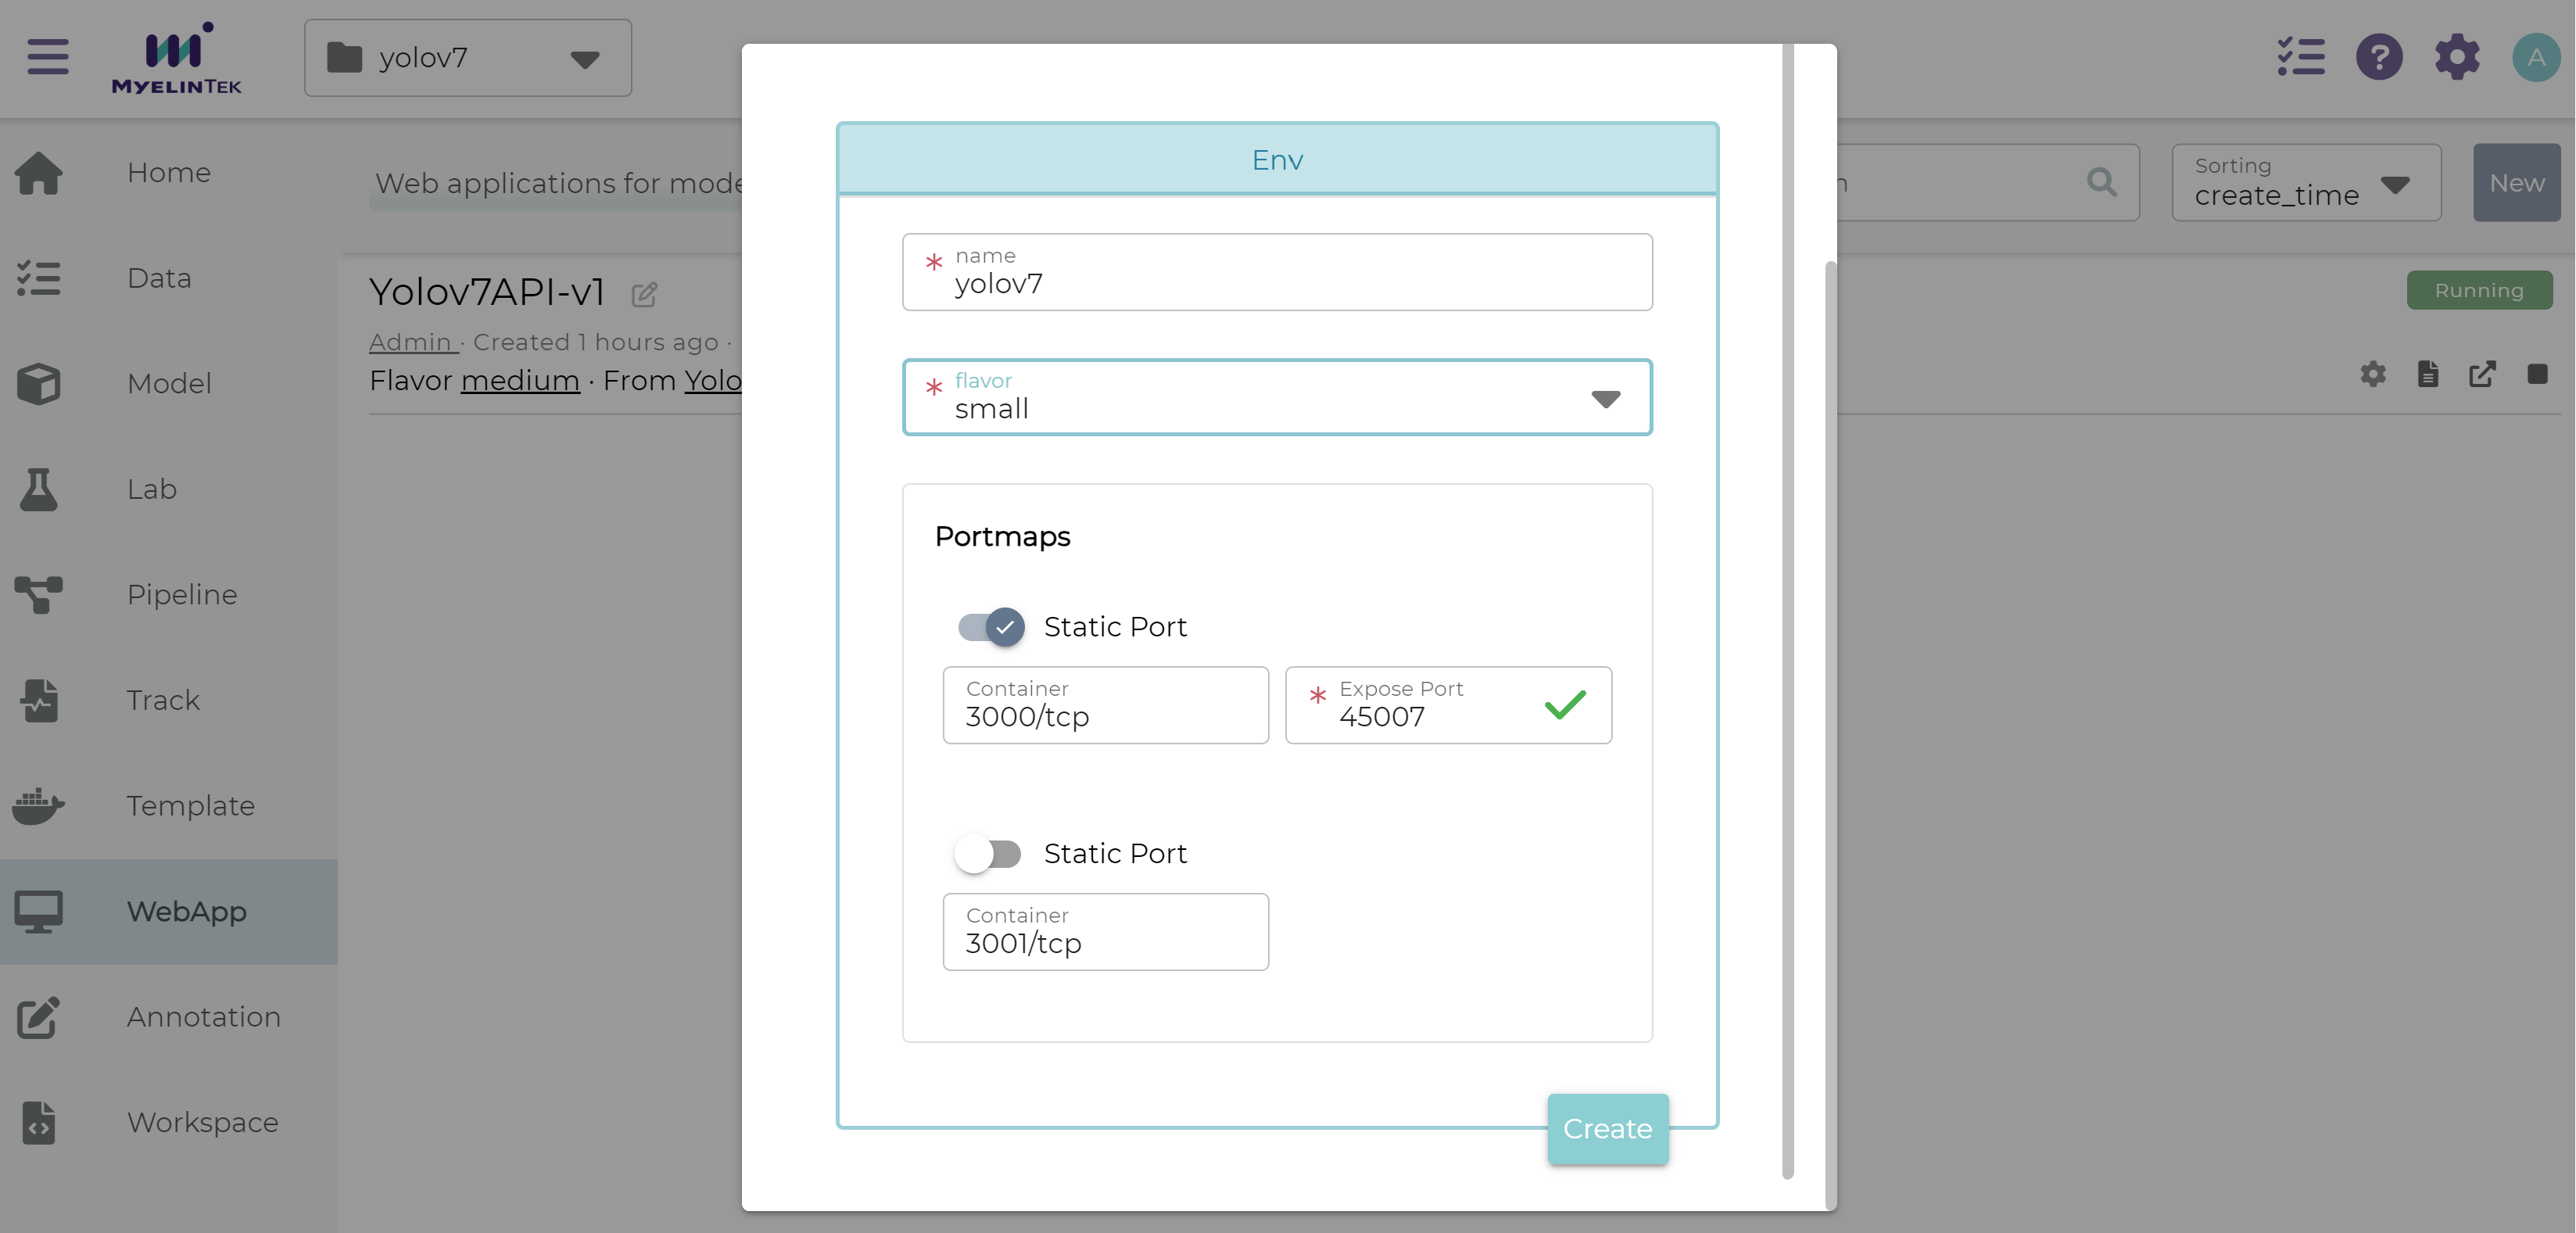 MYELINTEK
yolov7
A
Home
Data
Model
Lab
Pipeline
Track
Template
WebApp
Annotation
Workspace
Web applications for mode
Sorting
create_time
New
Yolov7API-v1
Admin · Created 1 hours ago ·
Flavor medium · From Yolo
Running
Env
* name
yolov7
* flavor
small
Portmaps
Static Port
Container
3000/tcp
* Expose Port
45007
Static Port
Container
3001/tcp
Create